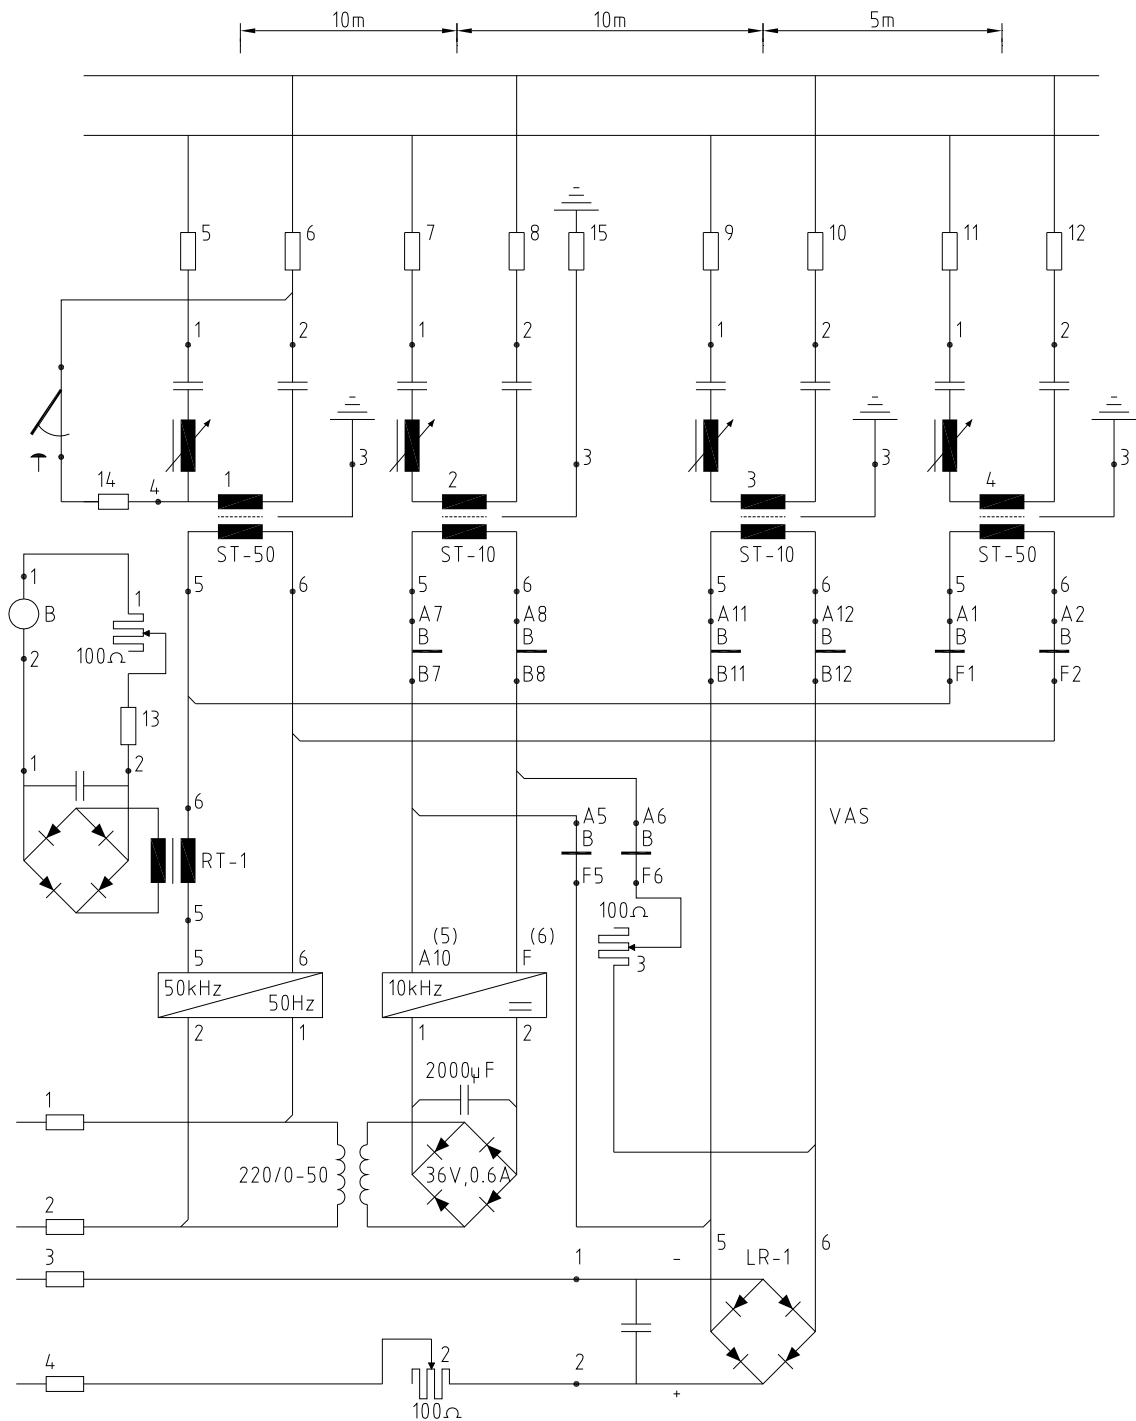 10m 10m 5m
5 6 7 8 15 9 10 11 12
1 2 1 2 1 2 1 2
3 3 3 3
14 4 1 2 3 4
ST-50 ST-10 ST-10 ST-50
1 5 6 5 6 5 6 5 6
B 1 A7 A8 A11 A12 A1 A2
B B B B B B
100Ω
2 B7 B8 B11 B12 F1 F2
13
1 2
6 A5 A6 VAS
B B
RT-1
F5 F6
5 100Ω
(5) (6)
5 6 A10 F 3
50kHz 10kHz
50Hz =
2 1 1 2
2000µF
+
1
220/0-50 36V,0.6A
2
3 1 - 5 LR-1 6
4 2 2
+
100Ω